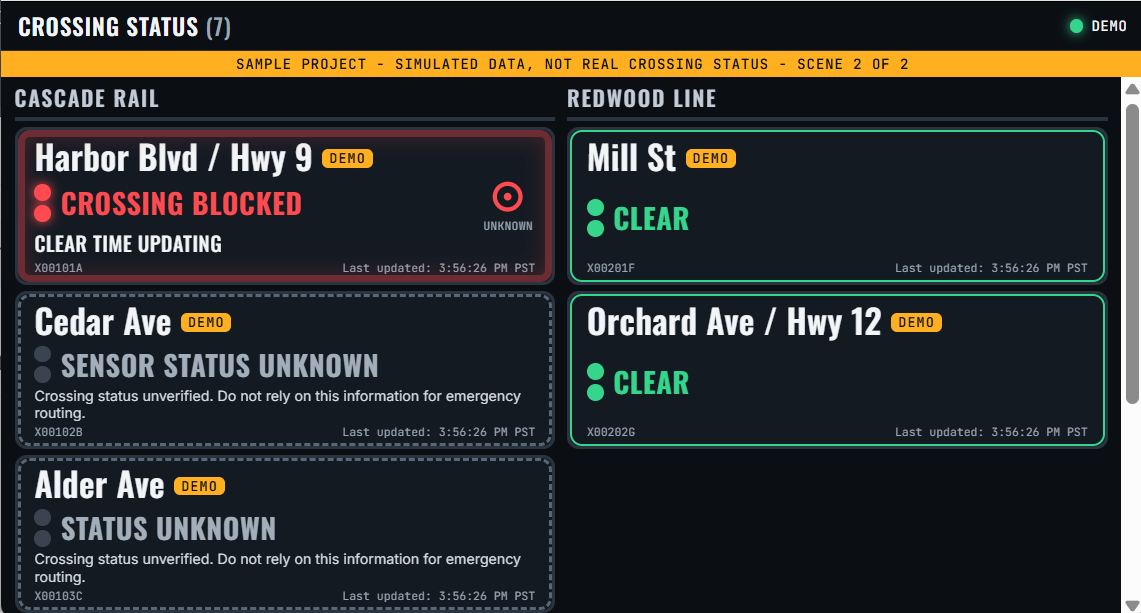 CROSSING STATUS (7)
DEMO
SAMPLE PROJECT - SIMULATED DATA, NOT REAL CROSSING STATUS - SCENE 2 OF 2
CASCADE RAIL
Harbor Blvd / Hwy 9 DEMO
CROSSING BLOCKED
UNKNOWN
CLEAR TIME UPDATING
X00101A Last updated: 3:56:26 PM PST
Cedar Ave DEMO
SENSOR STATUS UNKNOWN
Crossing status unverified. Do not rely on this information for emergency
routing.
X00102B Last updated: 3:56:26 PM PST
Alder Ave DEMO
STATUS UNKNOWN
Crossing status unverified. Do not rely on this information for emergency
routing.
X00103C Last updated: 3:56:26 PM PST
REDWOOD LINE
Mill St DEMO
CLEAR
X00201F Last updated: 3:56:26 PM PST
Orchard Ave / Hwy 12 DEMO
CLEAR
X00202G Last updated: 3:56:26 PM PST